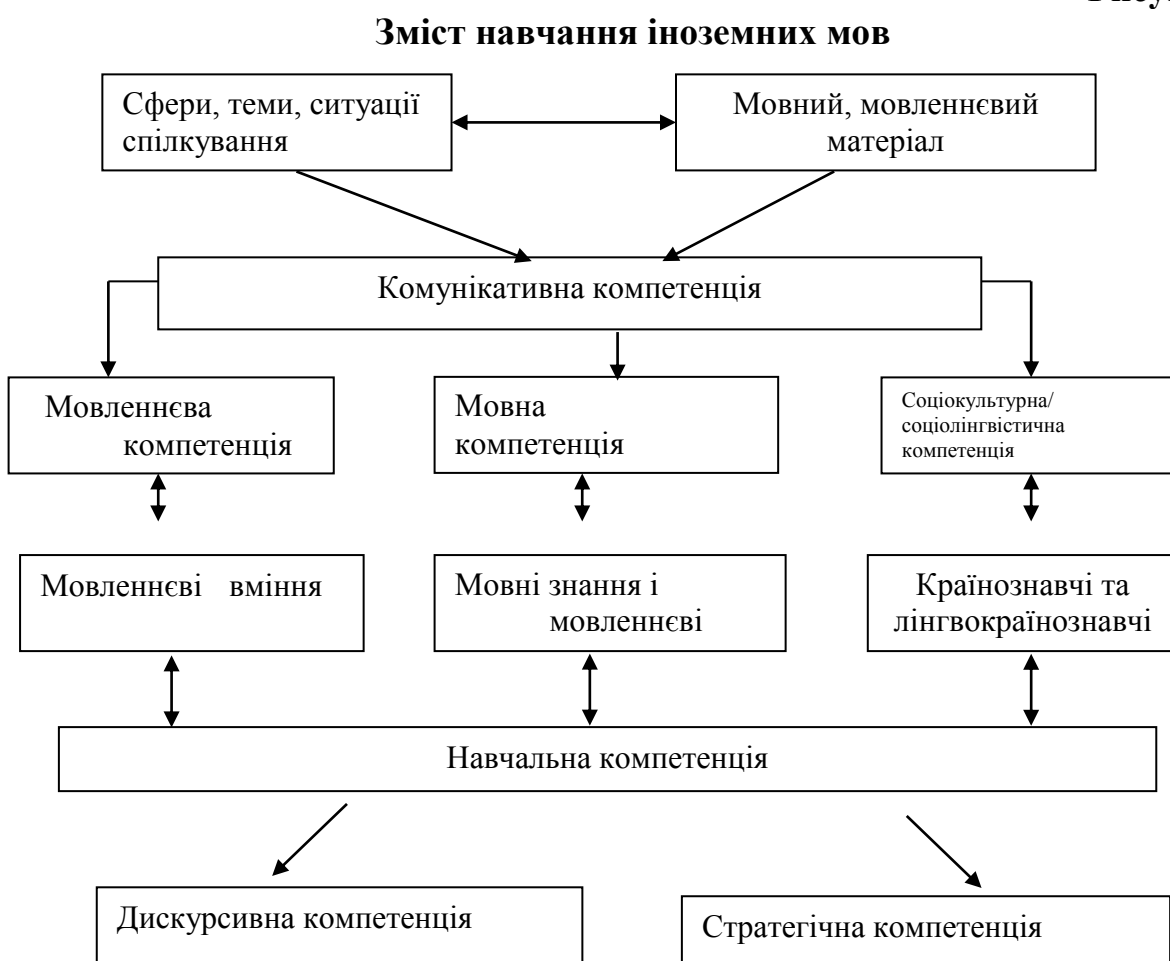 Зміст навчання іноземних мов
Сфери, теми, ситуації
спілкування
Мовний, мовленнєвий
матеріал
Комунікативна компетенція
Мовленнєва
компетенція
Мовна
компетенція
Соціокультурна/
соціолінгвістична
компетенція
Мовленнєві вміння
Мовні знання і
мовленнєві
Країнознавчі та
лінгвокраїнознавчі
Навчальна компетенція
Дискурсивна компетенція
Стратегічна компетенція